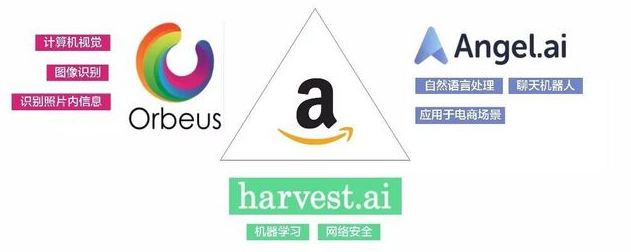 计算机视觉
图像识别
识别照片内信息
Orbeus
a
Angel.ai
自然语言处理 聊天机器人
应用于电商场景
harvest.ai
机器学习 网络安全